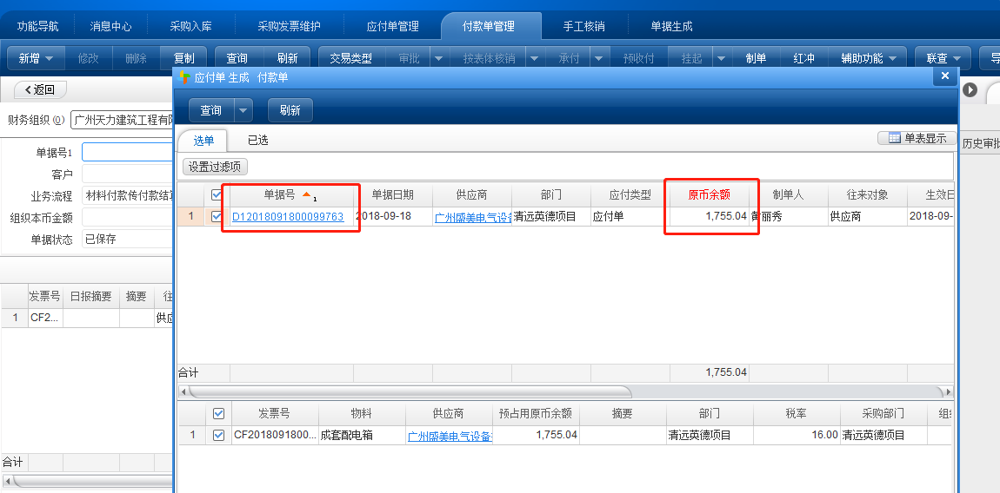 功能导航 消息中心 采购入库 采购发票维护 应付单管理 付款单管理 手工核销 单据生成
新增 修改 删除 复制 查询 刷新 交易类型 审批 按表体核销 承付 预收付 挂起 制单 红冲 辅助功能 联查 导
返回
财务组织(O) 广州天力建筑工程有限
单据号1
客户
业务流程 材料付款传付款结算
组织本币金额
单据状态 已保存
发票号 日报摘要 摘要 往
1 CF2... 供应
合计
应付单 生成 付款单
查询 刷新
选单 已选 单表显示
设置过滤项
单据号 1 单据日期 供应商 部门 应付类型 原币余额 制单人 往来对象 生效日
1 D12018091800099763 2018-09-18 广州盛美电气设备 清远英德项目 应付单 1,755.04 黄丽秀 供应商 2018-09-
合计 1,755.04
发票号 物料 供应商 预占用原币余额 摘要 部门 税率 采购部门 组
1 CF2018091800... 成套配电箱 广州盛美电气设备 1,755.04 清远英德项目 16.00 清远英德项目
历史审批